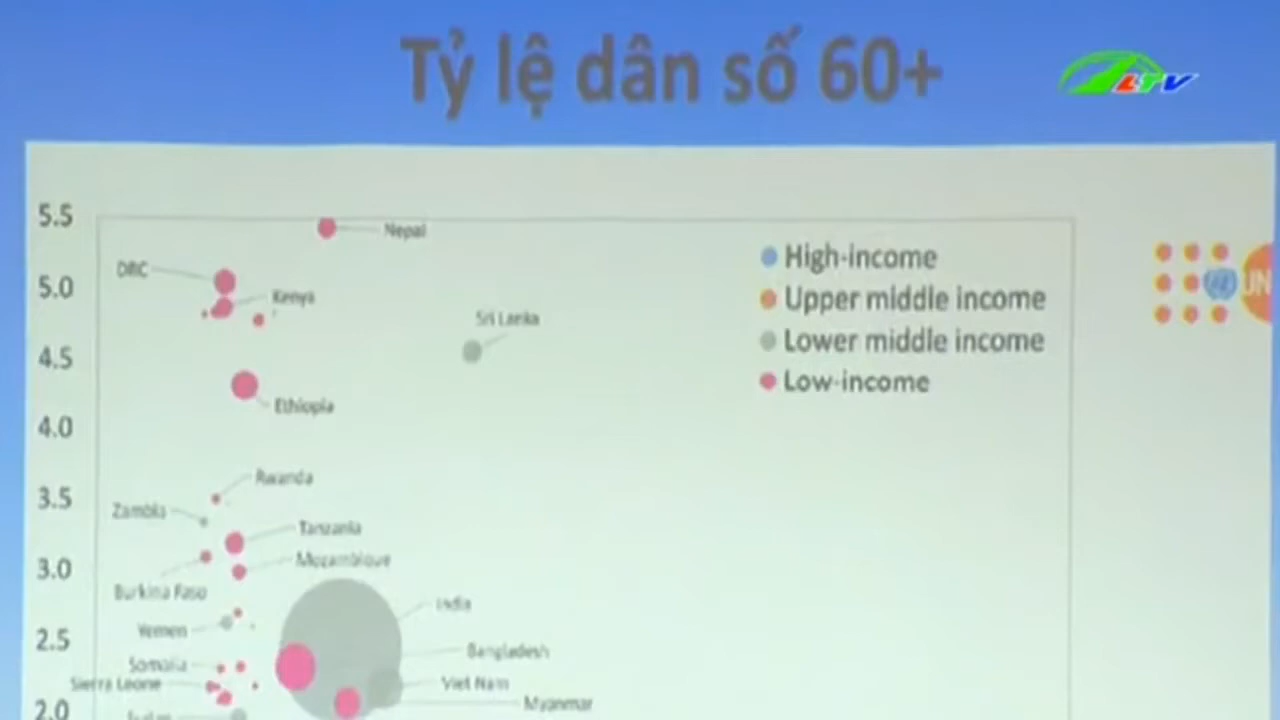 Tỷ lệ dân số 60+
LTV
5.5
Nepal
High-income
DRC
5.0
Kenya
Upper middle income
UN
Sri Lanka
Lower middle income
4.5
Low-income
Ethiopia
4.0
Rwanda
3.5
Zambia
Tanzania
Mozambique
3.0
Burkina Faso
India
Yemen
2.5
Bangladesh
Somalia
Sierra Leone
Viet Nam
Myanmar
2.0